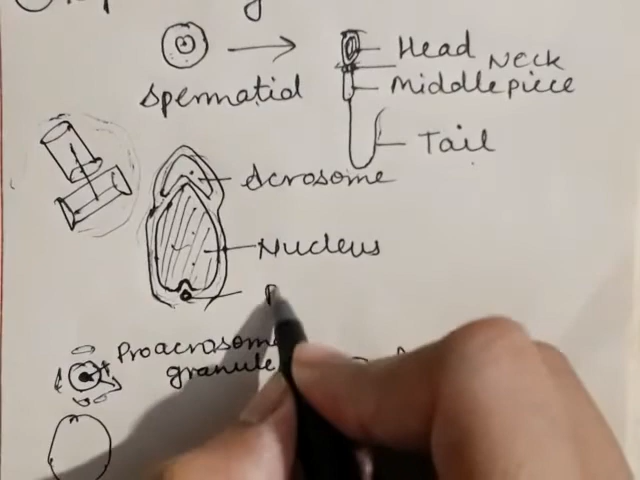 Head
Neck
Spermatid
Middlepiece
Tail
Acrosome
Nucleus
Proacrosome
granule